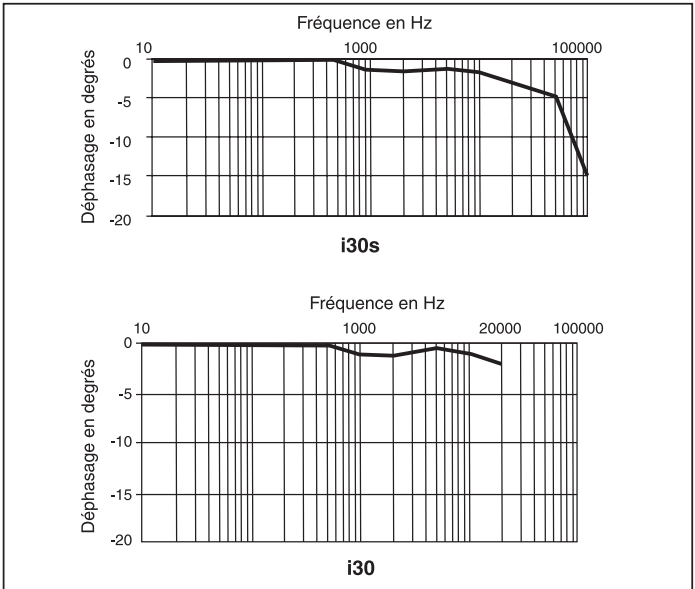 Fréquence en Hz
10 1000 100000
Déphasage en degrés
0
-5
-10
-15
-20
i30s
Fréquence en Hz
10 1000 20000 100000
Déphasage en degrés
0
-5
-10
-15
-20
i30